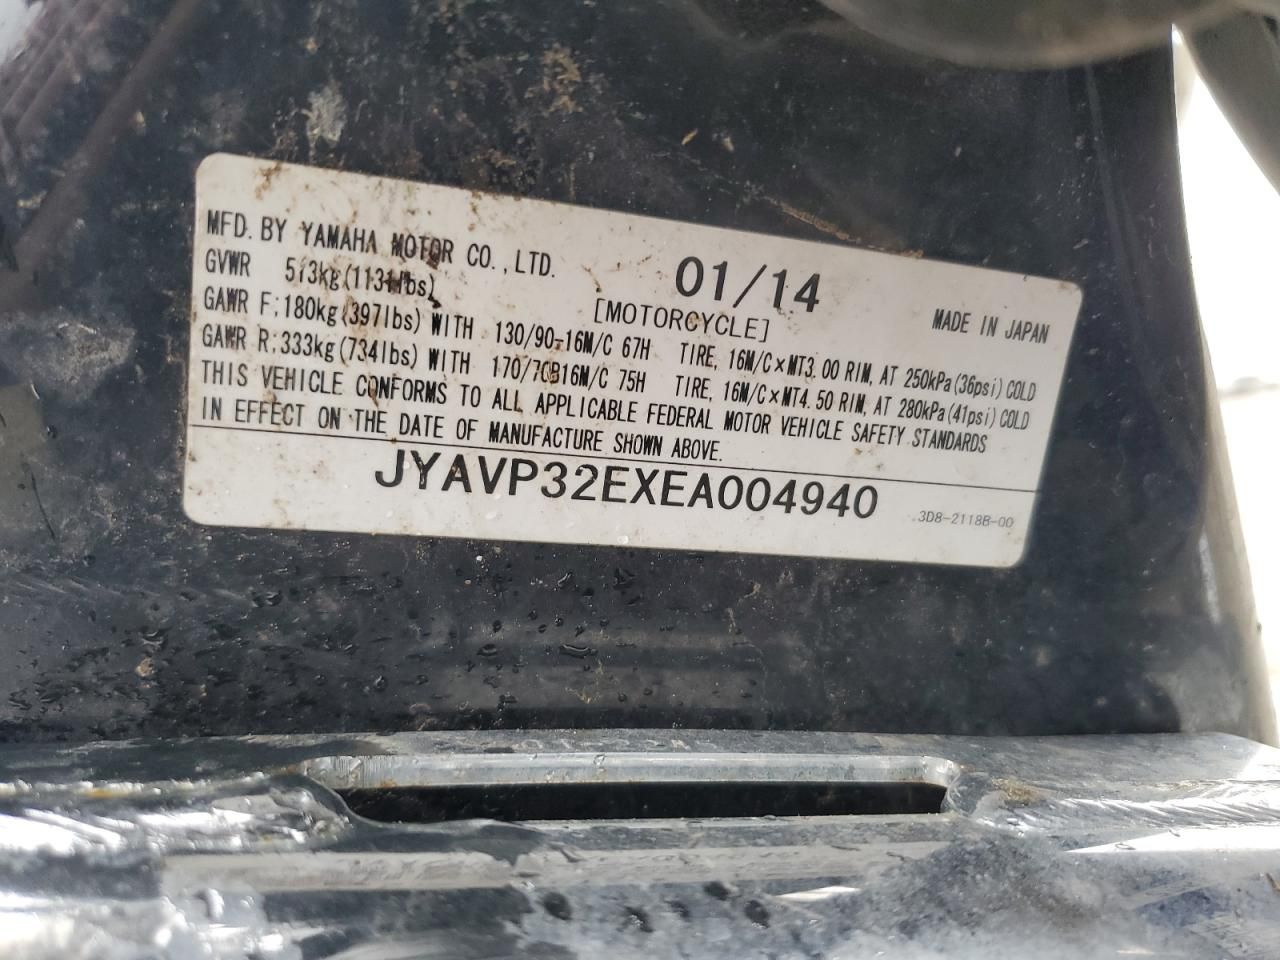 MFD. BY YAMAHA MOTOR CO., LTD. 01/14 MADE IN JAPAN
GVWR 513kg(1131lbs) [MOTORCYCLE]
GAWR F:180kg(397lbs) WITH 130/90-16M/C 67H TIRE, 16M/C×MT3.00 RIM, AT 250kPa(36psi) COLD
GAWR R:333kg(734lbs) WITH 170/70B16M/C 75H TIRE, 16M/C×MT4.50 RIM, AT 280kPa(41psi) COLD
THIS VEHICLE CONFORMS TO ALL APPLICABLE FEDERAL MOTOR VEHICLE SAFETY STANDARDS
IN EFFECT ON THE DATE OF MANUFACTURE SHOWN ABOVE.
JYAVP32EXEA004940 3D8-2118B-00